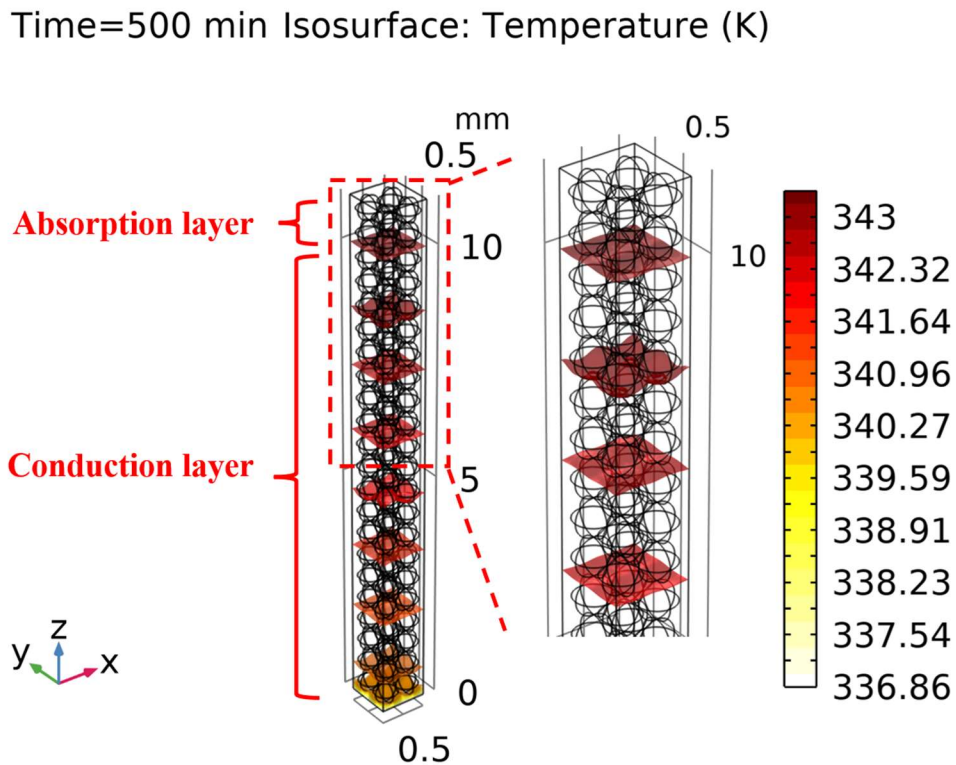 Time=500 min Isosurface: Temperature (K)
mm
0.5
0.5
Absorption layer
10
10
Conduction layer
5
0
0.5
z
y
x
343
342.32
341.64
340.96
340.27
339.59
338.91
338.23
337.54
336.86